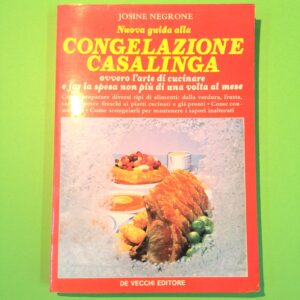 JOSINE NEGRONE
Nuova guida alla
CONGELAZIONE
CASALINGA
ovvero l'arte di cucinare
e far la spesa non più di una volta al mese
preparare diversi tipi di alimenti: dalla verdura, frutta,
freschi ai piatti cucinati e già pronti • Come con-
• Come scongelarli per mantenere i sapori inalterati
DE VECCHI EDITORE